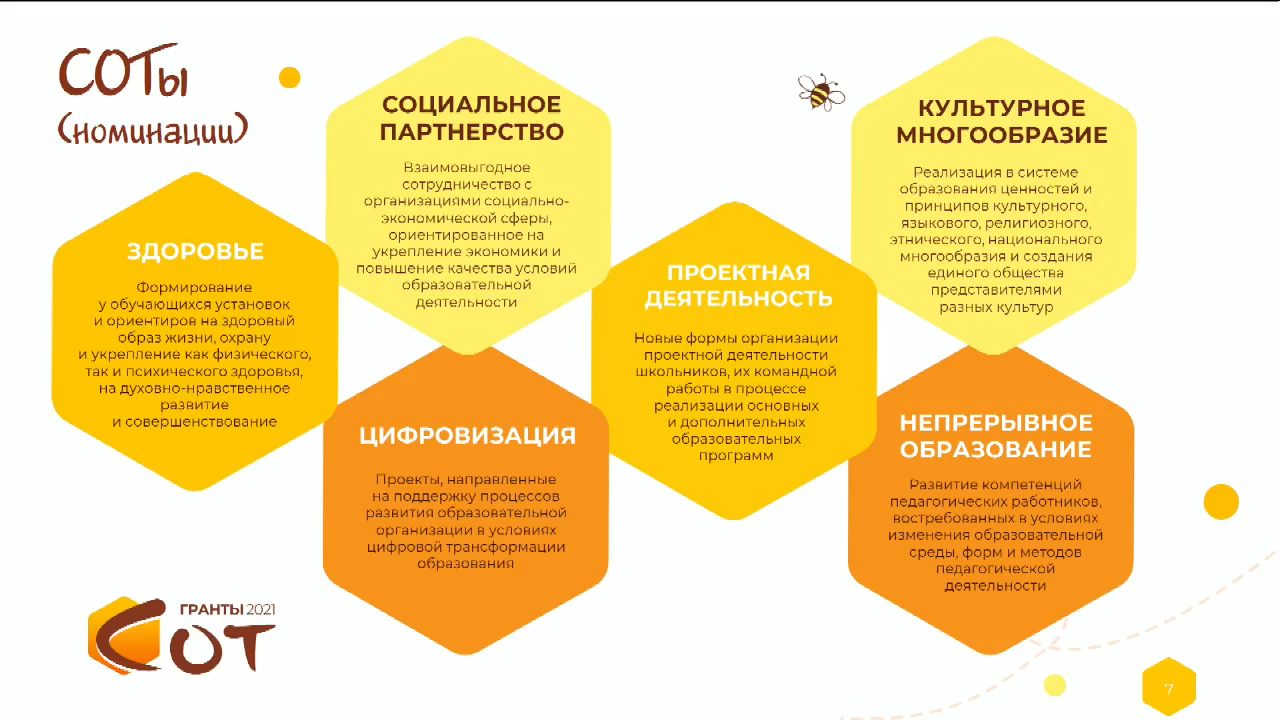 СОТы
(номинации)
ЗДОРОВЬЕ
Формирование
у обучающихся установок
и ориентиров на здоровый
образ жизни, охрану
и укрепление как физического,
так и психического здоровья,
на духовно-нравственное
развитие
и совершенствование
СОЦИАЛЬНОЕ
ПАРТНЕРСТВО
Взаимовыгодное
сотрудничество с
организациями социально-
экономической сферы,
ориентированное на
укрепление экономики и
повышение качества условий
образовательной
деятельности
ЦИФРОВИЗАЦИЯ
Проекты, направленные
на поддержку процессов
развития образовательной
организации в условиях
цифровой трансформации
образования
ПРОЕКТНАЯ
ДЕЯТЕЛЬНОСТЬ
Новые формы организации
проектной деятельности
школьников, их командной
работы в процессе
реализации основных
и дополнительных
образовательных
программ
КУЛЬТУРНОЕ
МНОГООБРАЗИЕ
Реализация в системе
образования ценностей и
принципов культурного,
языкового, религиозного,
этнического, национального
многообразия и создания
единого общества
представителями
разных культур
НЕПРЕРЫВНОЕ
ОБРАЗОВАНИЕ
Развитие компетенций
педагогических работников,
востребованных в условиях
изменения образовательной
среды, форм и методов
педагогической
деятельности
ГРАНТЫ 2021
СОТ
7